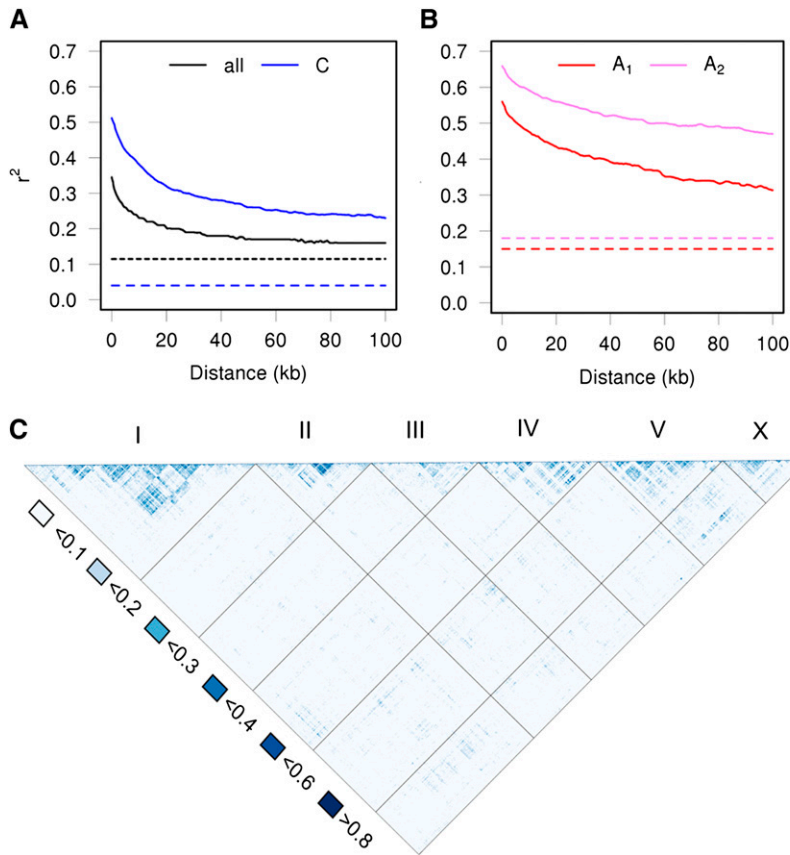 A
0.7
0.6
0.5
0.4
0.3
0.2
0.1
0.0
r²
all
C
0
20
40
60
80
100
Distance (kb)
B
0.7
0.6
0.5
0.4
0.3
0.2
0.1
0.0
A₁
A₂
0
20
40
60
80
100
Distance (kb)
C
I
II
III
IV
V
X
<0.1
<0.2
<0.3
<0.4
<0.6
>0.8